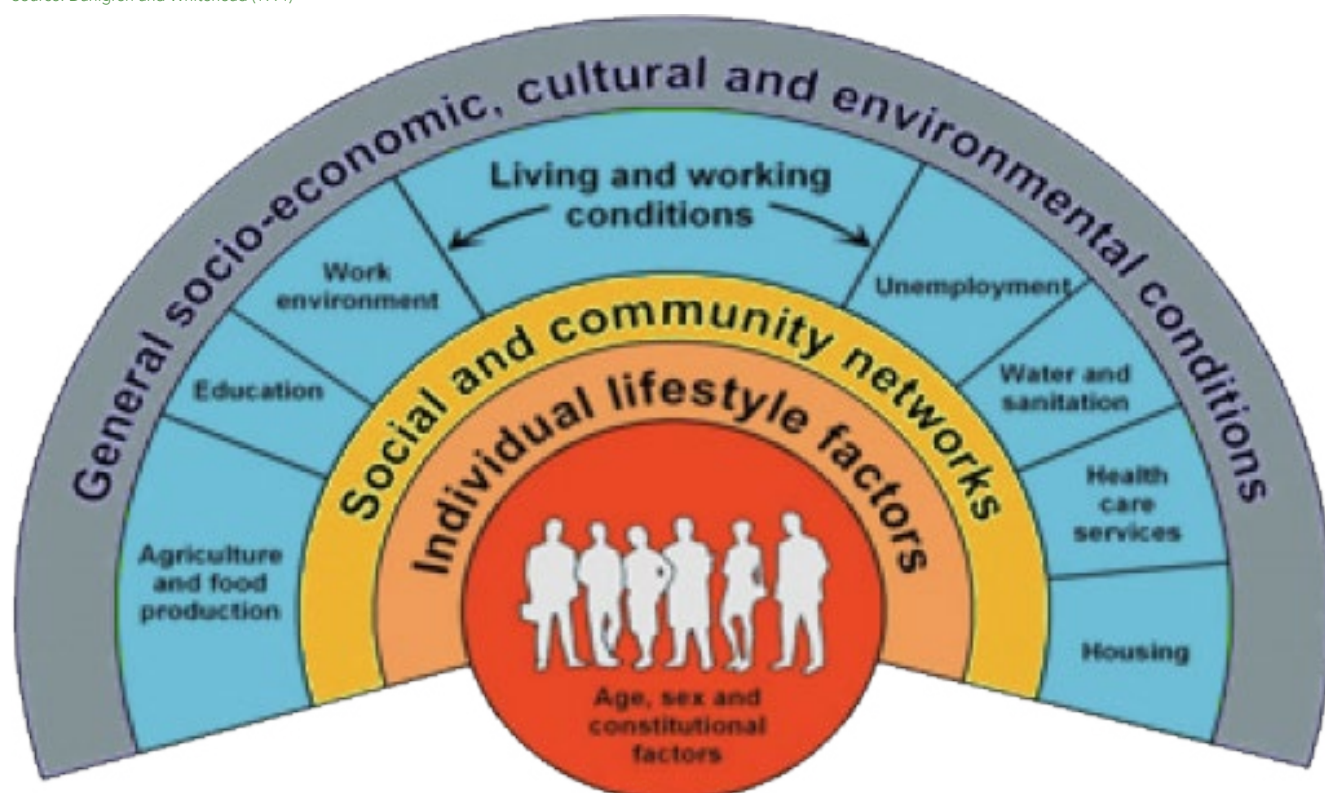 General socio-economic, cultural and environmental conditions
Living and working
conditions
Work
environment
Unemployment
Education
Water and
sanitation
Agriculture
and food
production
Health
care
services
Housing
Social and community networks
Individual lifestyle factors
Age, sex and
constitutional
factors